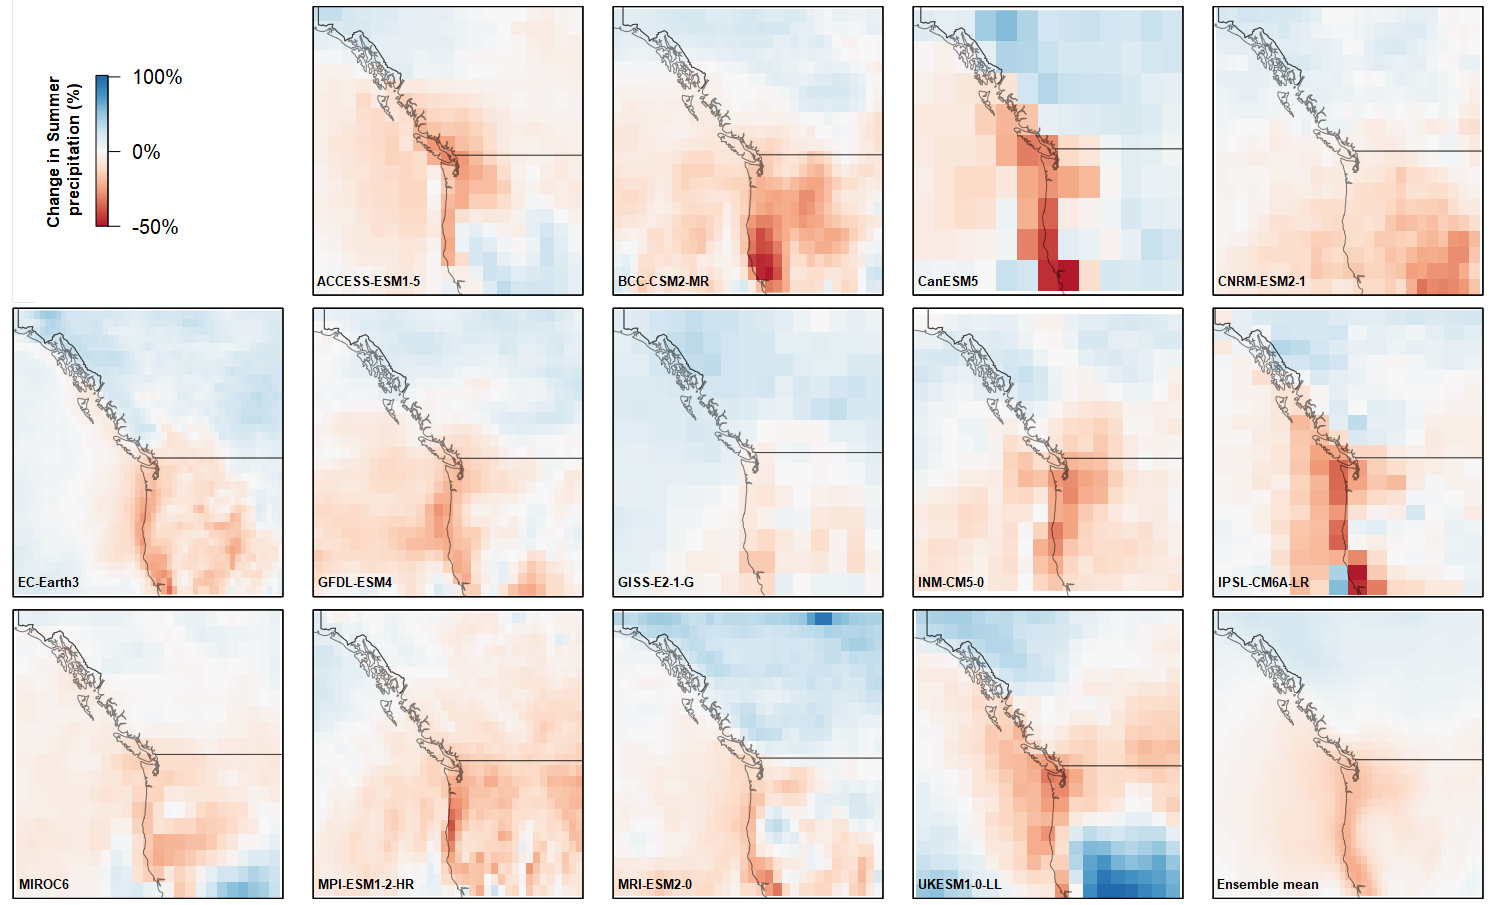 Change in Summer
precipitation (%)
100%
0%
-50%
ACCESS-ESM1-5
BCC-CSM2-MR
CanESM5
CNRM-ESM2-1
EC-Earth3
GFDL-ESM4
GISS-E2-1-G
INM-CM5-0
IPSL-CM6A-LR
MIROC6
MPI-ESM1-2-HR
MRI-ESM2-0
UKESM1-0-LL
Ensemble mean